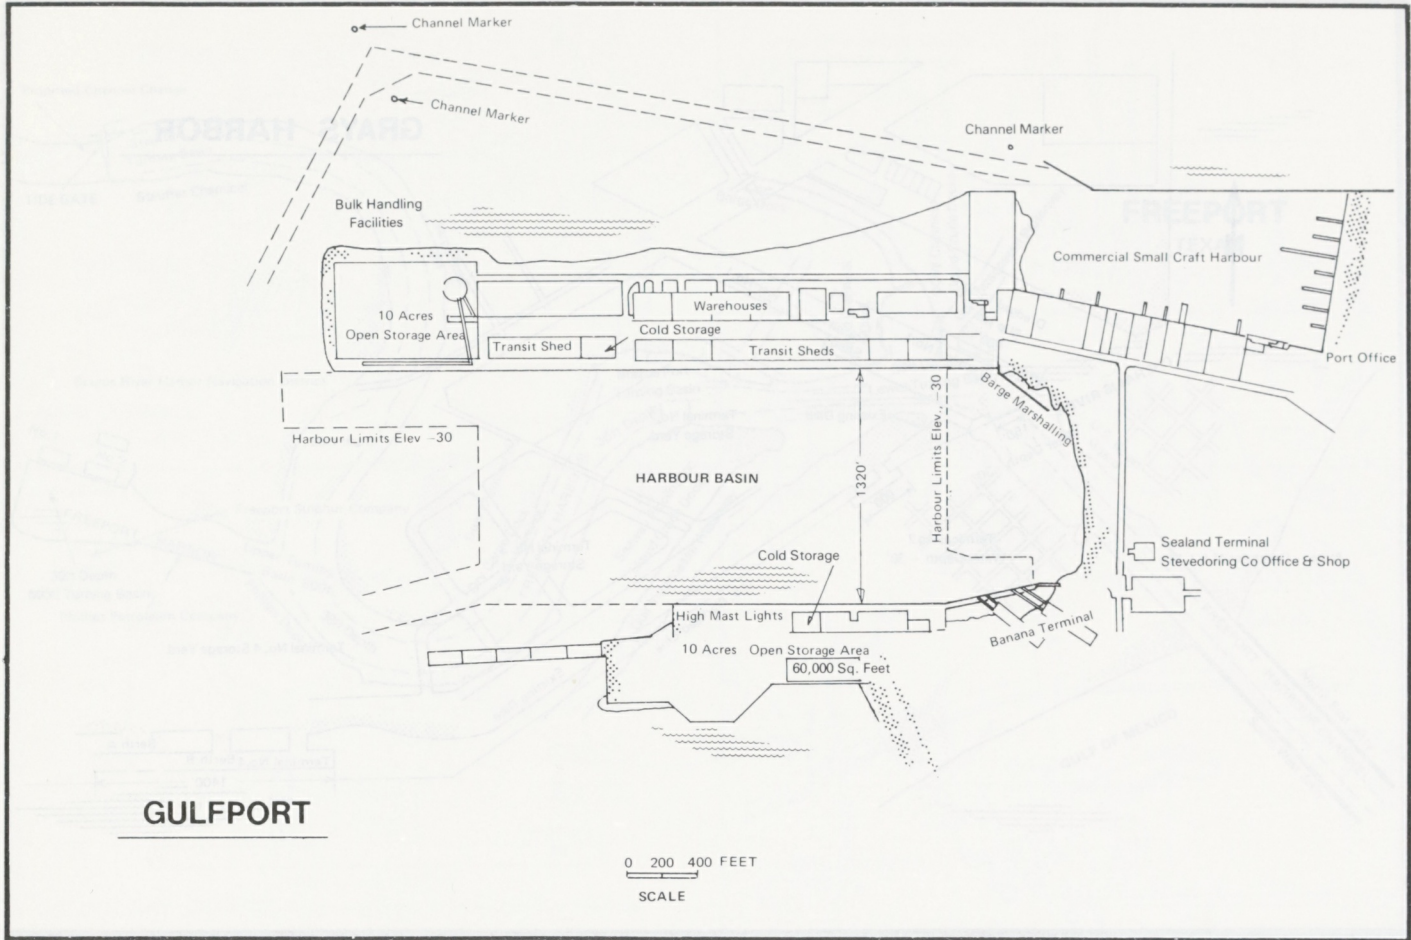 Channel Marker
Channel Marker
Channel Marker
Bulk Handling
Facilities
Commercial Small Craft Harbour
Warehouses
10 Acres
Open Storage Area
Cold Storage
Transit Shed
Transit Sheds
Port Office
Barge Marshalling
Harbour Limits Elev -30
Harbour Limits Elev., -30
HARBOUR BASIN
1320'
Sealand Terminal
Stevedoring Co Office & Shop
Cold Storage
High Mast Lights
Banana Terminal
10 Acres Open Storage Area
60,000 Sq. Feet
GULFPORT
0 200 400 FEET
SCALE
GRAYS HARBOR
FREEPORT